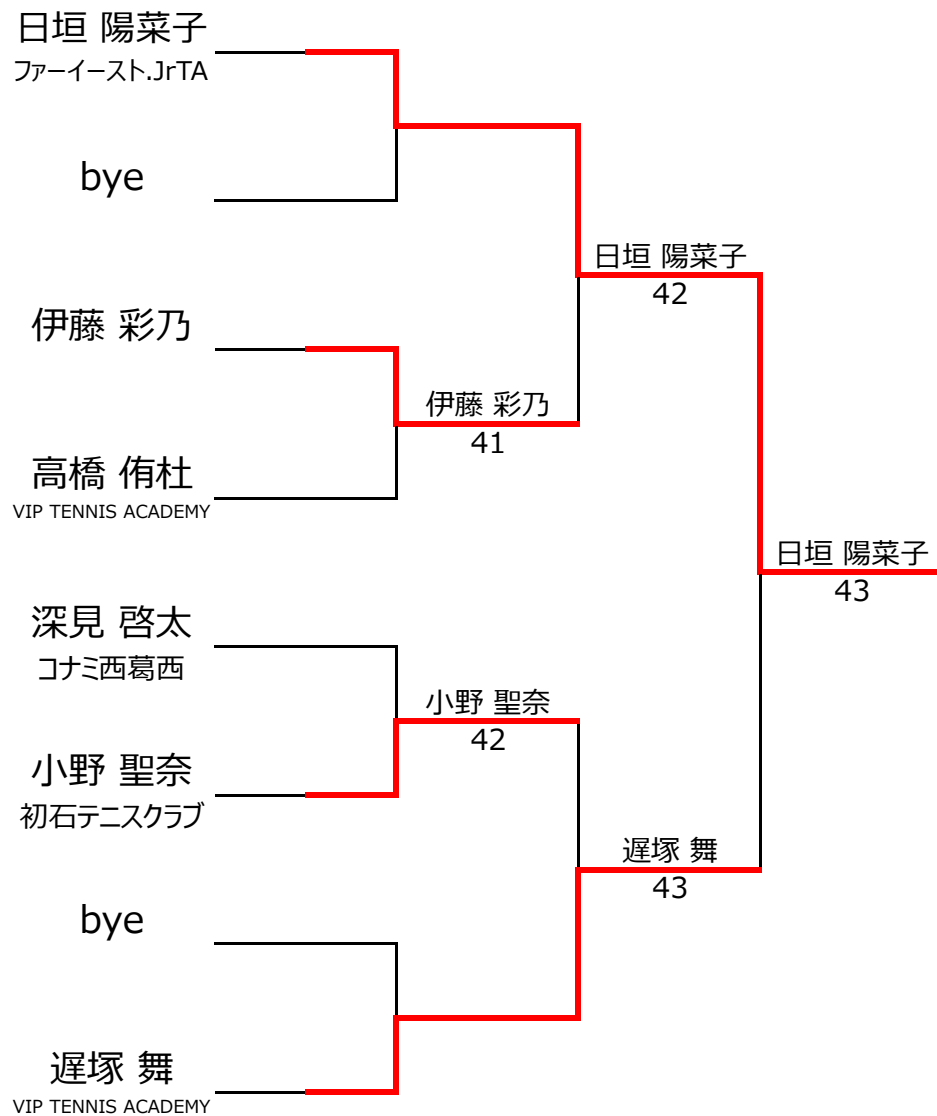 日垣 陽菜子
ファーイースト.JrTA
bye
日垣 陽菜子
42
伊藤 彩乃
伊藤 彩乃
41
高橋 侑杜
VIP TENNIS ACADEMY
日垣 陽菜子
43
深見 啓太
コナミ西葛西
小野 聖奈
42
小野 聖奈
初石テニスクラブ
遅塚 舞
43
bye
遅塚 舞
VIP TENNIS ACADEMY